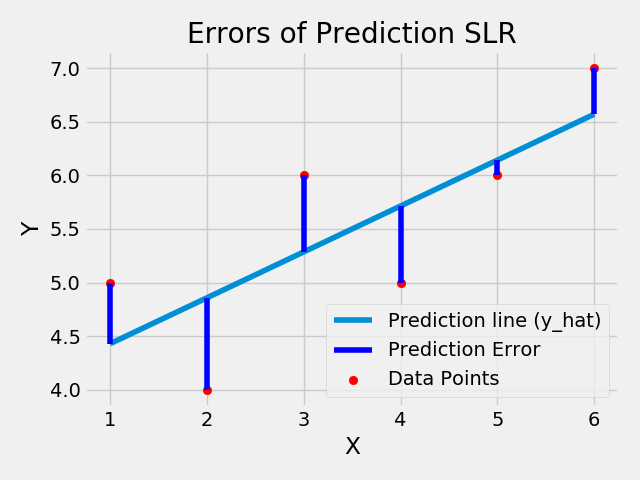 Errors of Prediction SLR
7.0
6.5
6.0
5.5
5.0
4.5
4.0
Y
Prediction line (y_hat)
Prediction Error
Data Points
1 2 3 4 5 6
X